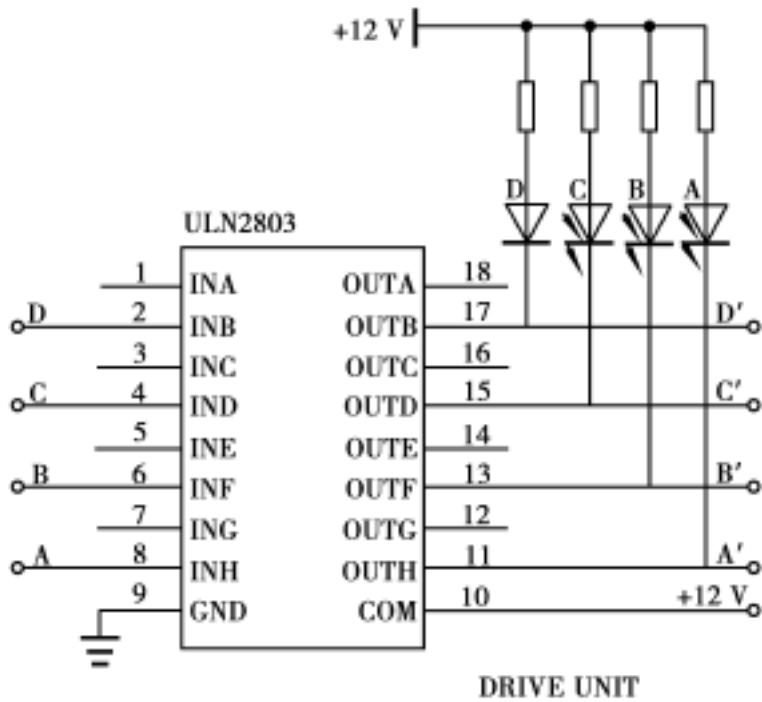 +12 V
D C B A
ULN2803
1 INA OUTA 18
D 2 INB OUTB 17 D′
3 INC OUTC 16
C 4 IND OUTD 15 C′
5 INE OUTE 14
B 6 INF OUTF 13 B′
7 ING OUTG 12
A 8 INH OUTH 11 A′
9 GND COM 10 +12 V
DRIVE UNIT